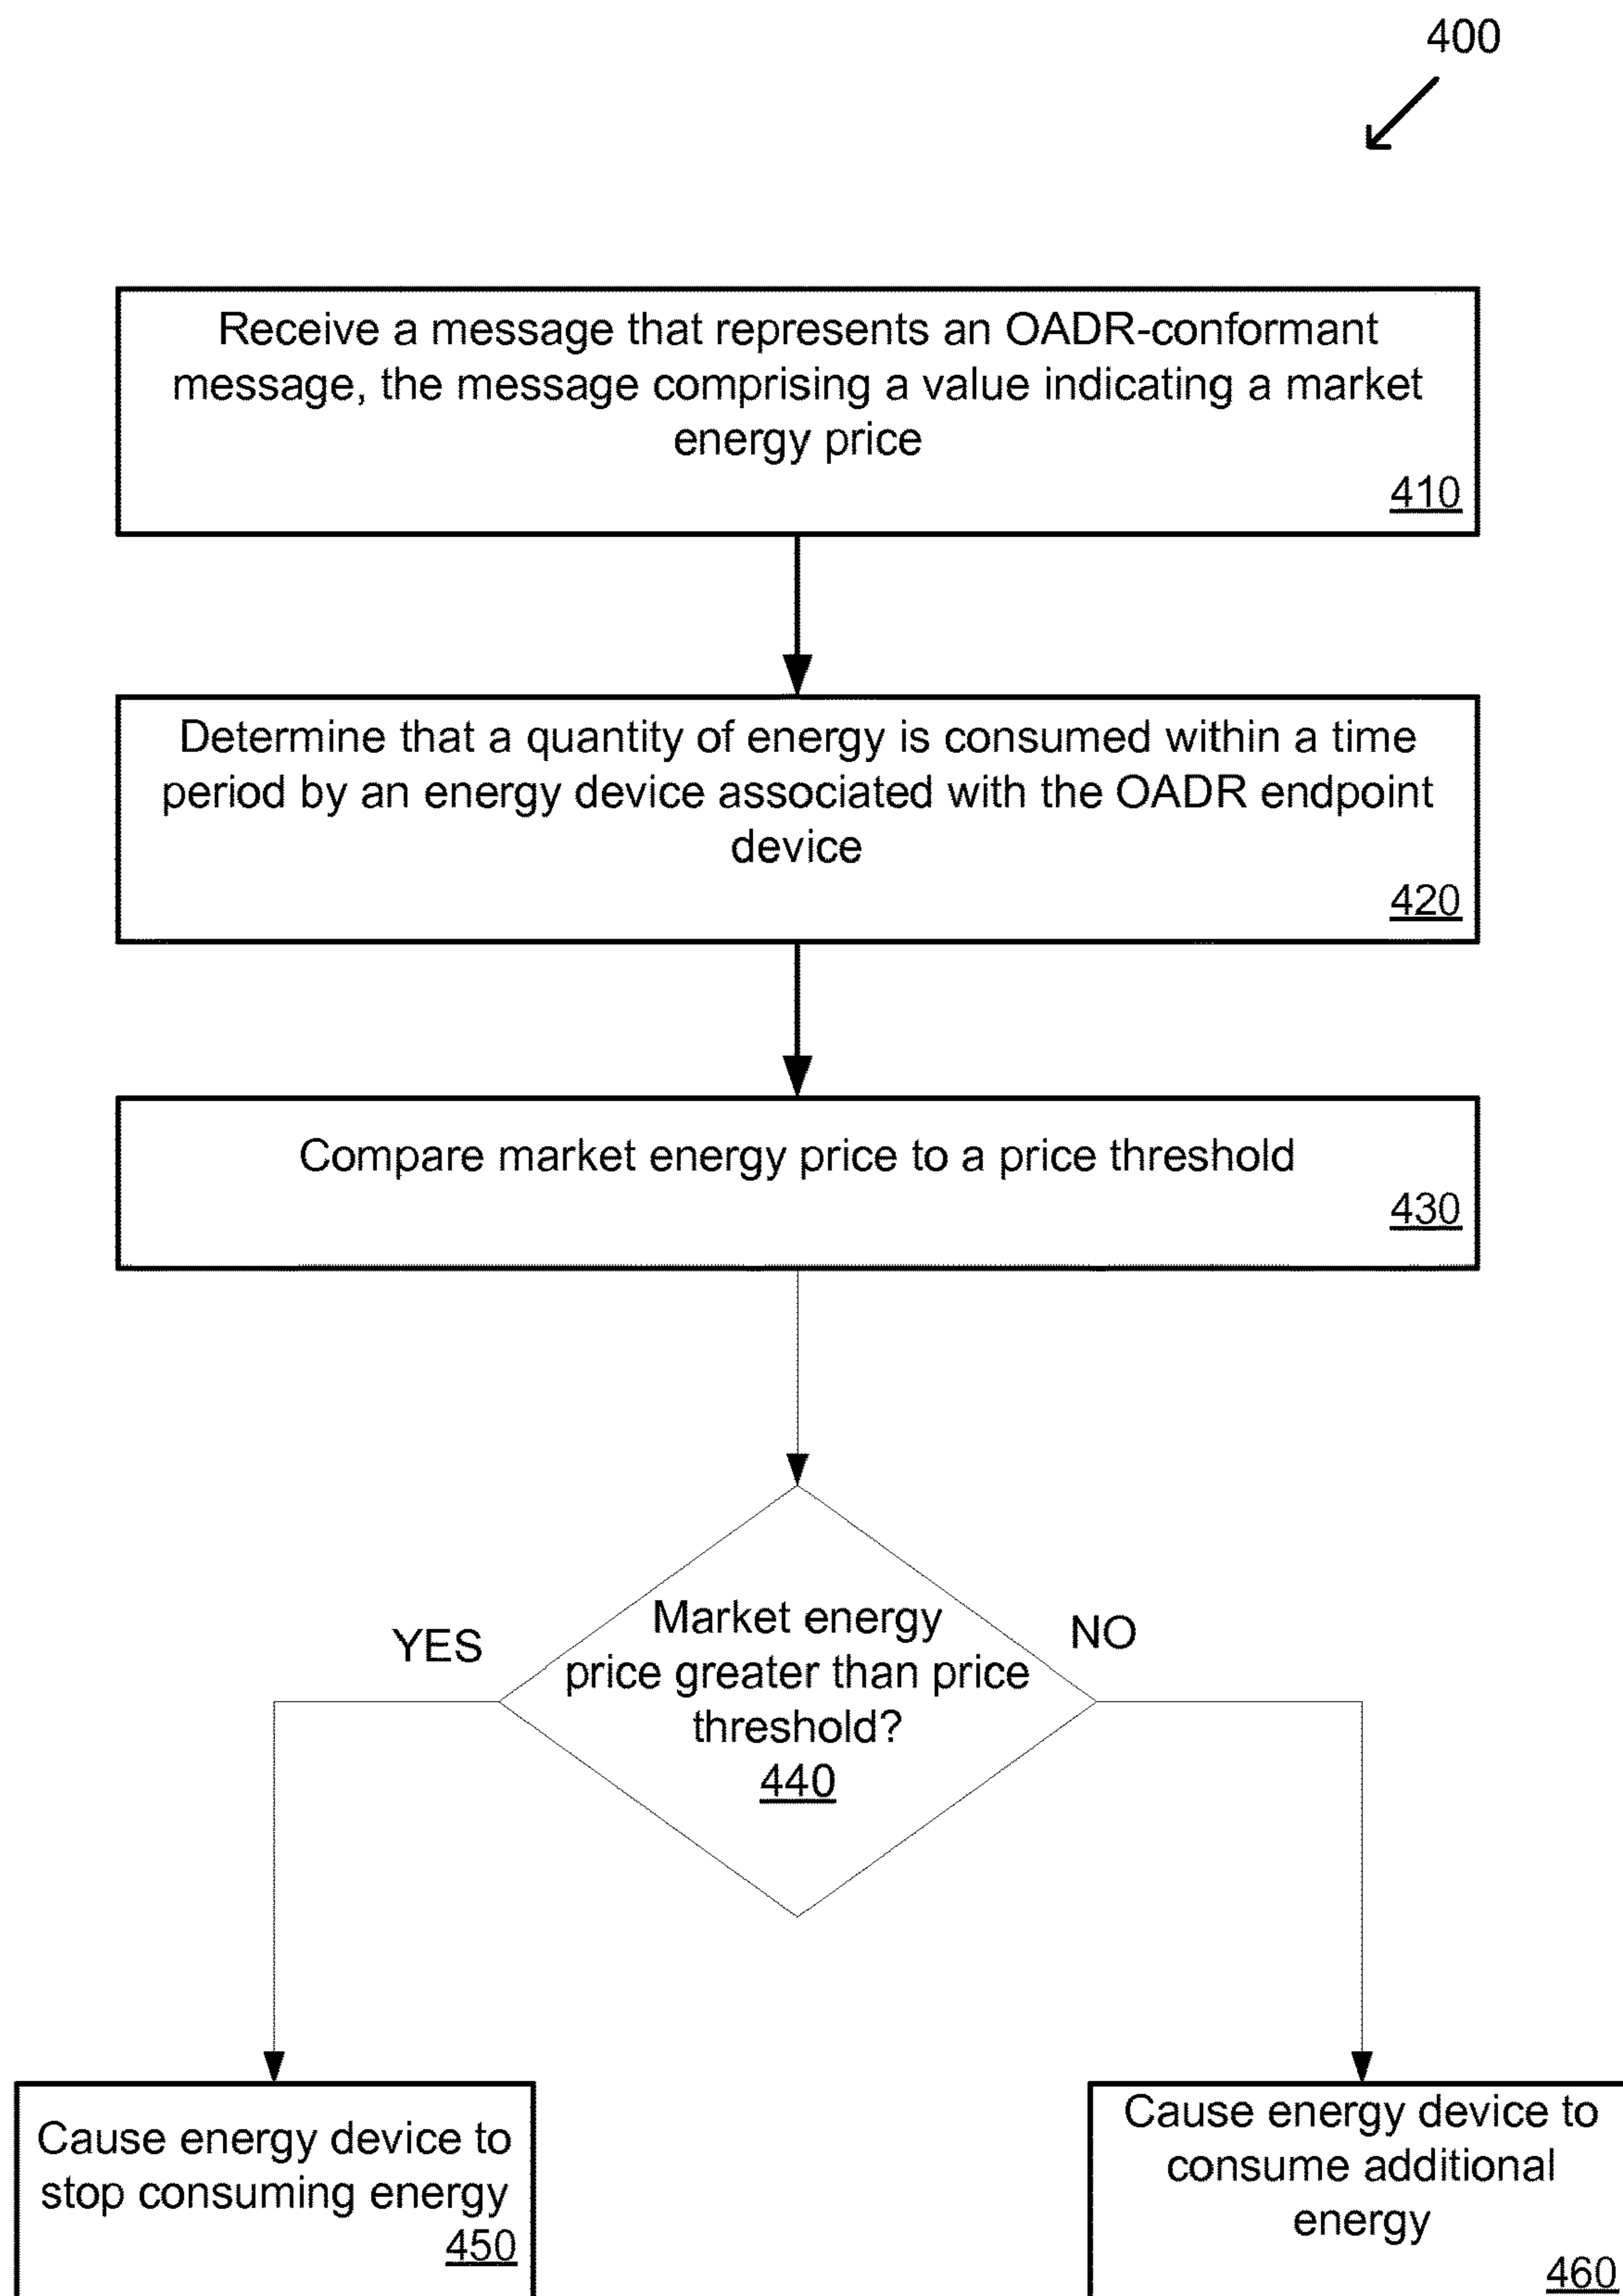 400
Receive a message that represents an OADR-conformant
message, the message comprising a value indicating a market
energy price
410
Determine that a quantity of energy is consumed within a time
period by an energy device associated with the OADR endpoint
device
420
Compare market energy price to a price threshold
430
Market energy
price greater than price
threshold?
440
YES
NO
Cause energy device to
stop consuming energy
450
Cause energy device to
consume additional
energy
460